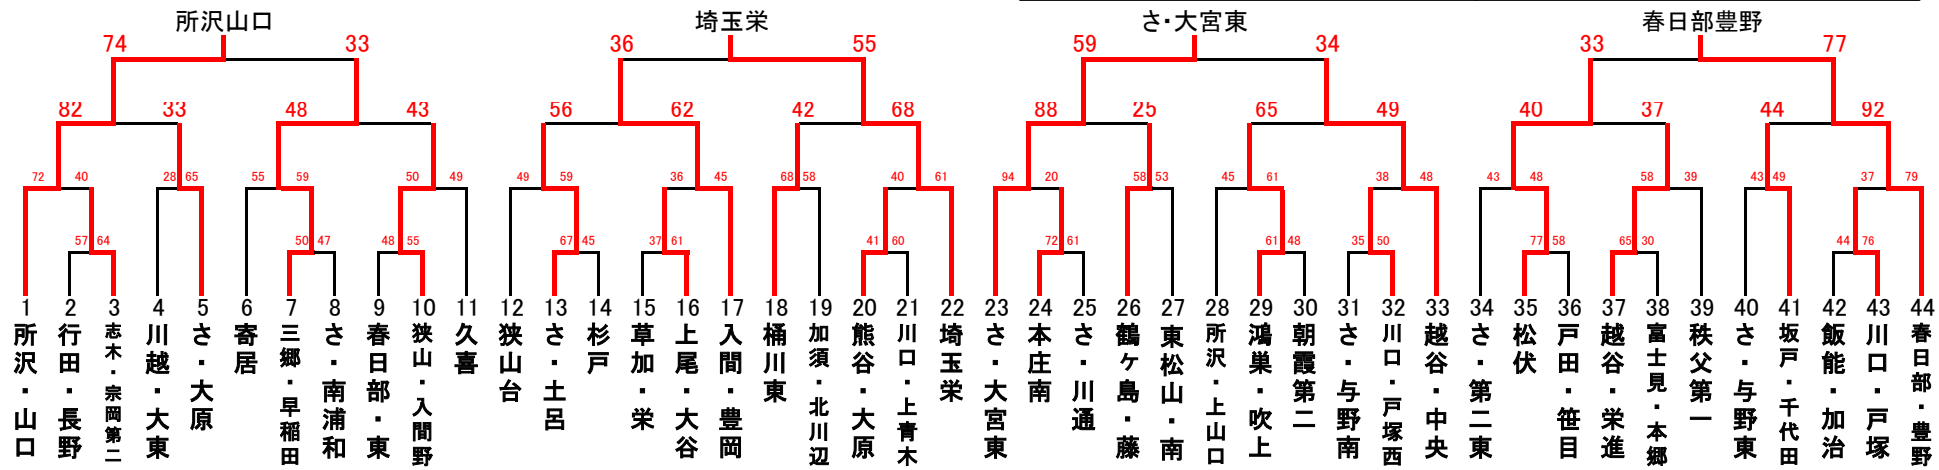 所沢山口 埼玉栄 さ・大宮東 春日部豊野
74 33 36 55 59 34 33 77
82 33 48 43 56 62 42 68 88 25 65 49 40 37 44 92
72 40 28 65 55 59 50 49 49 59 36 45 68 58 40 61 94 20 58 53 45 61 38 48 43 48 58 39 43 49 37 79
57 64 50 47 48 55 67 45 37 61 41 60 72 61 61 48 35 50 77 58 65 30 44 76
1 所沢・山口
2 行田・長野
3 志木・宗岡第二
4 川越・大東
5 さ・大原
6 寄居
7 三郷・早稲田
8 さ・南浦和
9 春日部・東
10 狭山・入間野
11 久喜
12 狭山台
13 さ・土呂
14 杉戸
15 草加・栄
16 上尾・大谷
17 入間・豊岡
18 桶川東
19 加須・北川辺
20 熊谷・大原
21 川口・上青木
22 埼玉栄
23 さ・大宮東
24 本庄南
25 さ・川通
26 鶴ヶ島・藤
27 東松山・南
28 所沢・上山口
29 鴻巣・吹上
30 朝霞第二
31 さ・与野南
32 川口・戸塚西
33 越谷・中央
34 さ・第二東
35 松伏
36 戸田・笹目
37 越谷・栄進
38 富士見・本郷
39 秩父第一
40 さ・与野東
41 坂戸・千代田
42 飯能・加治
43 川口・戸塚
44 春日部・豊野